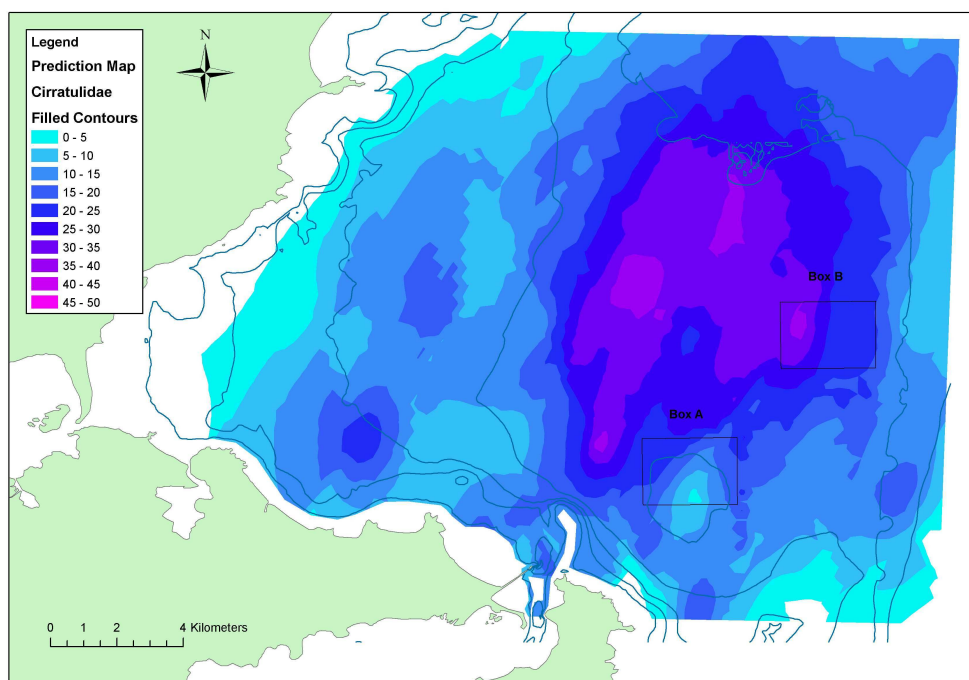 Legend
Prediction Map
Cirratulidae
Filled Contours
0 - 5
5 - 10
10 - 15
15 - 20
20 - 25
25 - 30
30 - 35
35 - 40
40 - 45
45 - 50
N
Box B
Box A
0 1 2 4 Kilometers